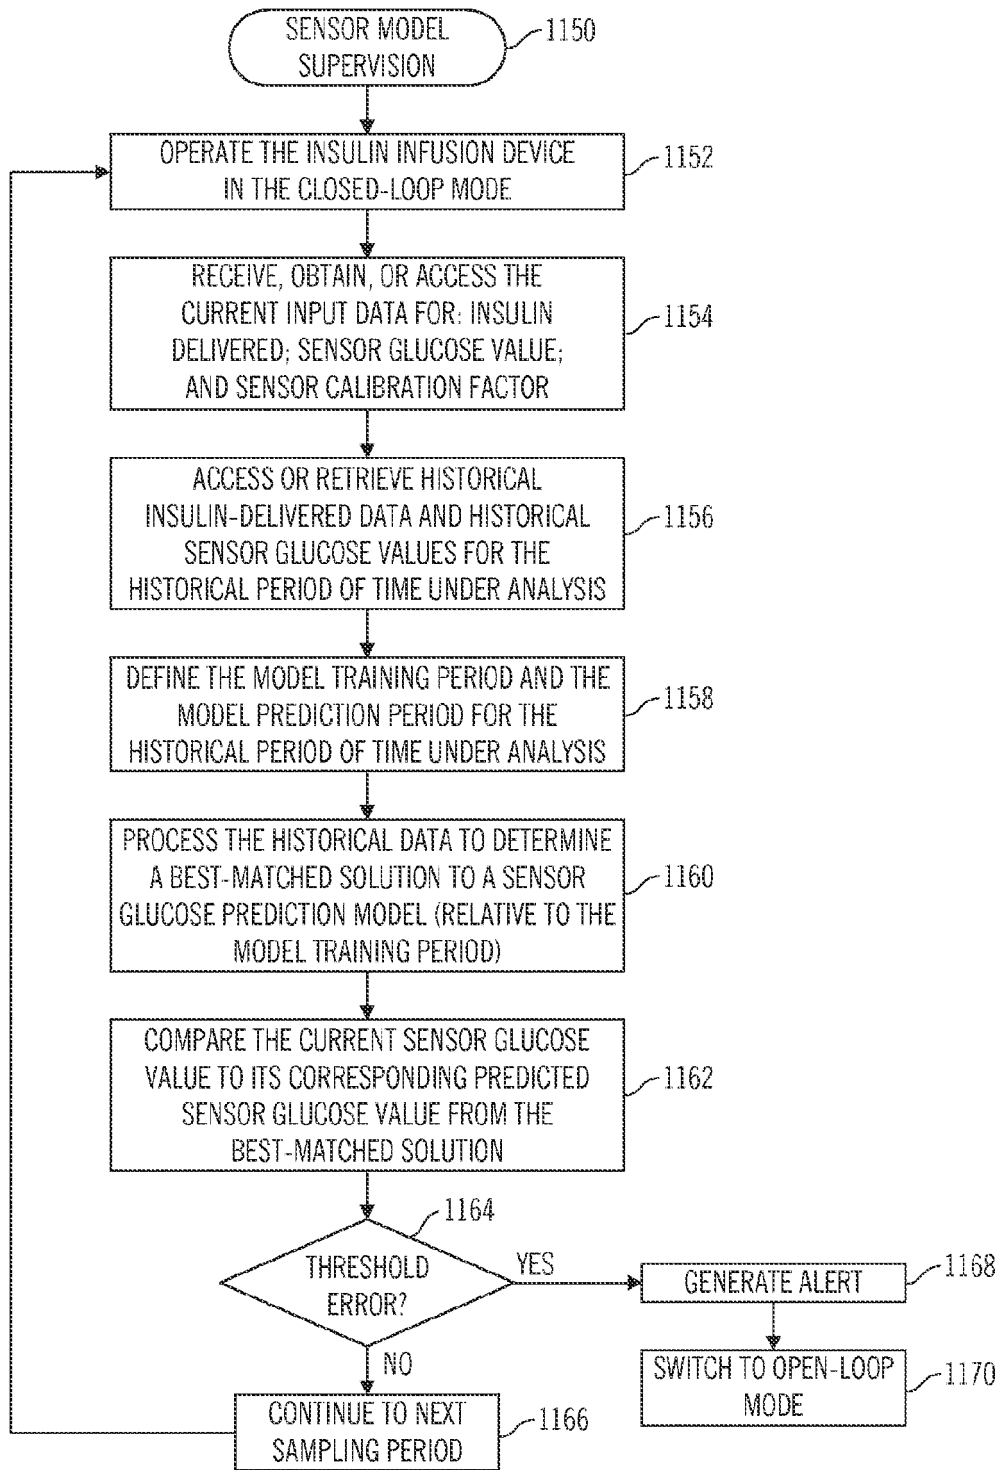 SENSOR MODEL
SUPERVISION
1150
OPERATE THE INSULIN INFUSION DEVICE
IN THE CLOSED-LOOP MODE
1152
RECEIVE, OBTAIN, OR ACCESS THE
CURRENT INPUT DATA FOR: INSULIN
DELIVERED; SENSOR GLUCOSE VALUE;
AND SENSOR CALIBRATION FACTOR
1154
ACCESS OR RETRIEVE HISTORICAL
INSULIN-DELIVERED DATA AND HISTORICAL
SENSOR GLUCOSE VALUES FOR THE
HISTORICAL PERIOD OF TIME UNDER ANALYSIS
1156
DEFINE THE MODEL TRAINING PERIOD AND THE
MODEL PREDICTION PERIOD FOR THE
HISTORICAL PERIOD OF TIME UNDER ANALYSIS
1158
PROCESS THE HISTORICAL DATA TO DETERMINE
A BEST-MATCHED SOLUTION TO A SENSOR
GLUCOSE PREDICTION MODEL (RELATIVE TO THE
MODEL TRAINING PERIOD)
1160
COMPARE THE CURRENT SENSOR GLUCOSE
VALUE TO ITS CORRESPONDING PREDICTED
SENSOR GLUCOSE VALUE FROM THE
BEST-MATCHED SOLUTION
1162
THRESHOLD
ERROR?
1164
YES
GENERATE ALERT
1168
SWITCH TO OPEN-LOOP
MODE
1170
NO
CONTINUE TO NEXT
SAMPLING PERIOD
1166